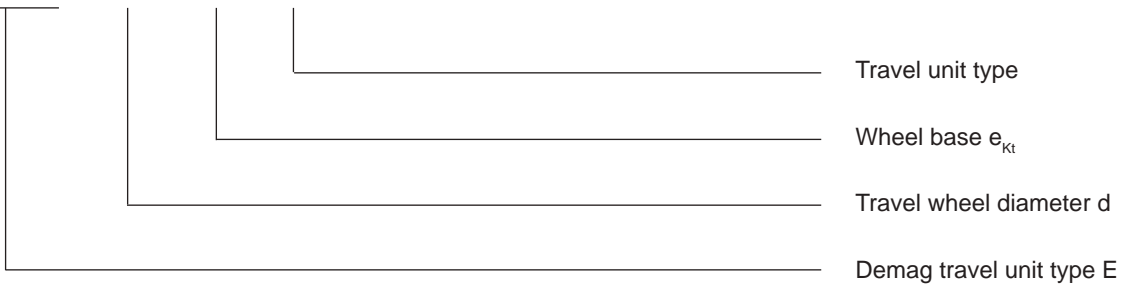 Travel unit type
Wheel base e_Kt
Travel wheel diameter d
Demag travel unit type E